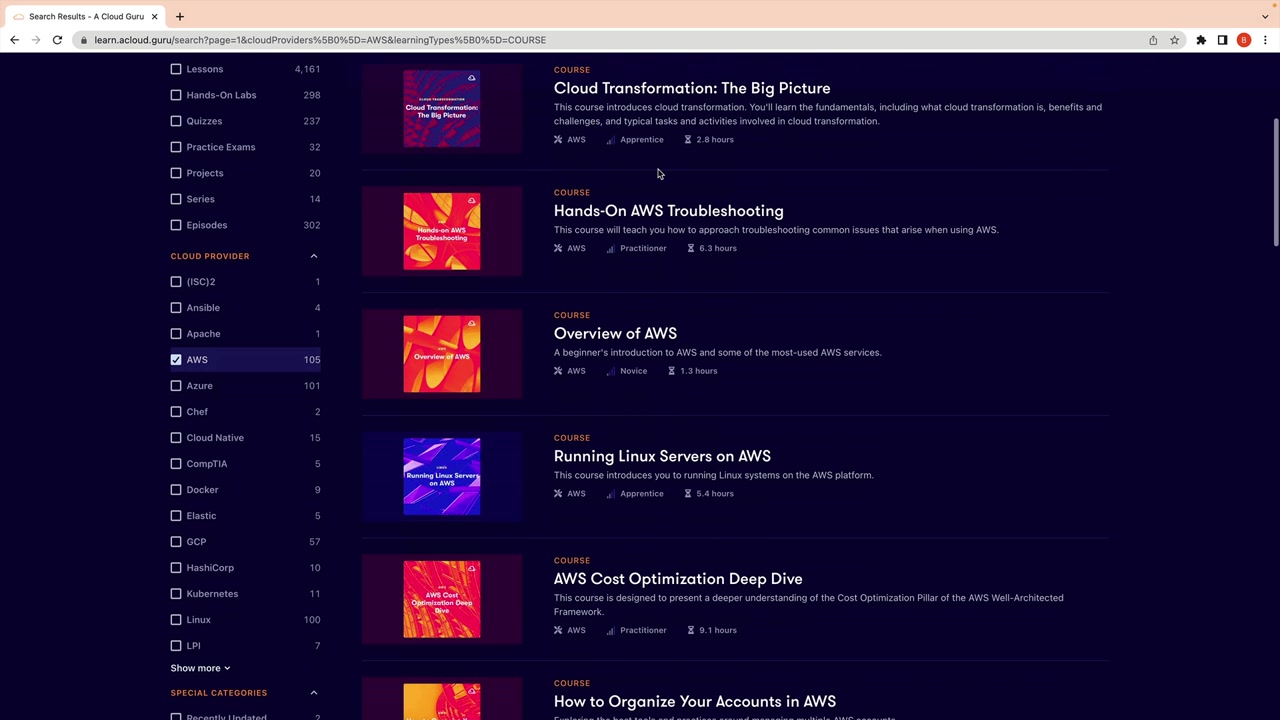 Search Results - A Cloud Guru
learn.acloud.guru/search?page=1&cloudProviders%5B0%5D=AWS&learningTypes%5B0%5D=COURSE
B
Lessons 4,161
Hands-On Labs 298
Quizzes 237
Practice Exams 32
Projects 20
Series 14
Episodes 302
CLOUD PROVIDER
(ISC)2 1
Ansible 4
Apache 1
AWS 105
Azure 101
Chef 2
Cloud Native 15
CompTIA 5
Docker 9
Elastic 5
GCP 57
HashiCorp 10
Kubernetes 11
Linux 100
LPI 7
Show more
SPECIAL CATEGORIES
Recently Updated 2
CLOUD TRANSFORMATION
Cloud Transformation:
The Big Picture
COURSE
Cloud Transformation: The Big Picture
This course introduces cloud transformation. You'll learn the fundamentals, including what cloud transformation is, benefits and
challenges, and typical tasks and activities involved in cloud transformation.
AWS Apprentice 2.8 hours
Hands-on AWS
Troubleshooting
COURSE
Hands-On AWS Troubleshooting
This course will teach you how to approach troubleshooting common issues that arise when using AWS.
AWS Practitioner 6.3 hours
Overview of AWS
COURSE
Overview of AWS
A beginner's introduction to AWS and some of the most-used AWS services.
AWS Novice 1.3 hours
Running Linux Servers
on AWS
COURSE
Running Linux Servers on AWS
This course introduces you to running Linux systems on the AWS platform.
AWS Apprentice 5.4 hours
AWS Cost
Optimization Deep
Dive
COURSE
AWS Cost Optimization Deep Dive
This course is designed to present a deeper understanding of the Cost Optimization Pillar of the AWS Well-Architected
Framework.
AWS Practitioner 9.1 hours
COURSE
How to Organize Your Accounts in AWS